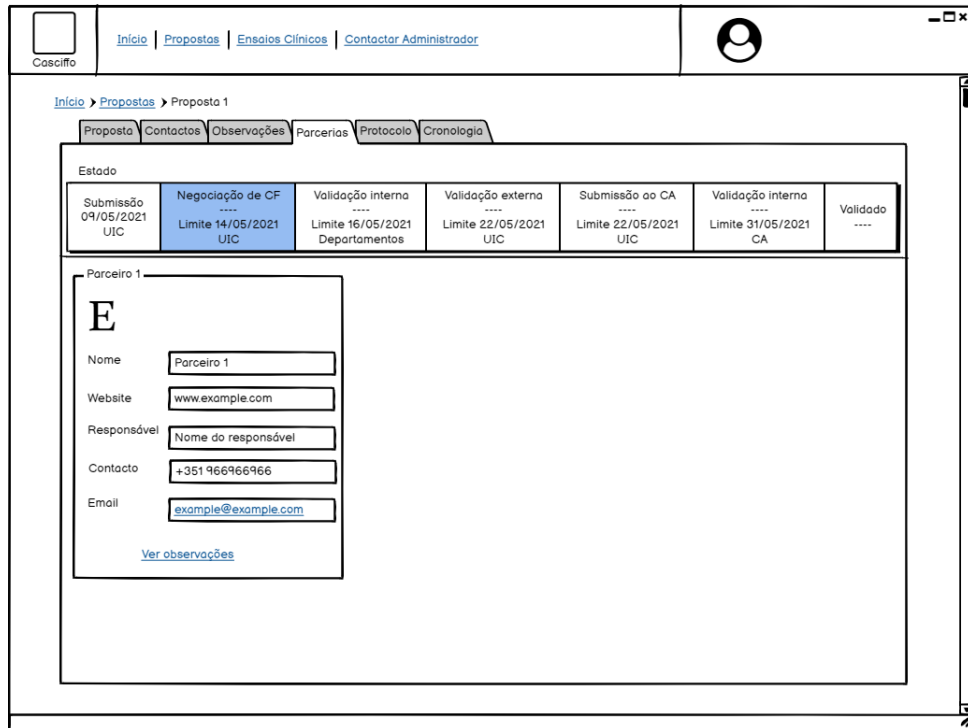 Casciffo
Início Propostas Ensaios Clínicos Contactar Administrador
Início Propostas Proposta 1
Proposta Contactos Observações Parcerias Protocolo Cronologia
Estado
Submissão
09/05/2021
UIC
Negociação de CF
----
Limite 14/05/2021
UIC
Validação interna
----
Limite 16/05/2021
Departamentos
Validação externa
----
Limite 22/05/2021
UIC
Submissão ao CA
----
Limite 22/05/2021
UIC
Validação interna
----
Limite 31/05/2021
CA
Validado
----
Parceiro 1
E
Nome Parceiro 1
Website www.example.com
Responsável Nome do responsável
Contacto +351 966966966
Email example@example.com
Ver observações